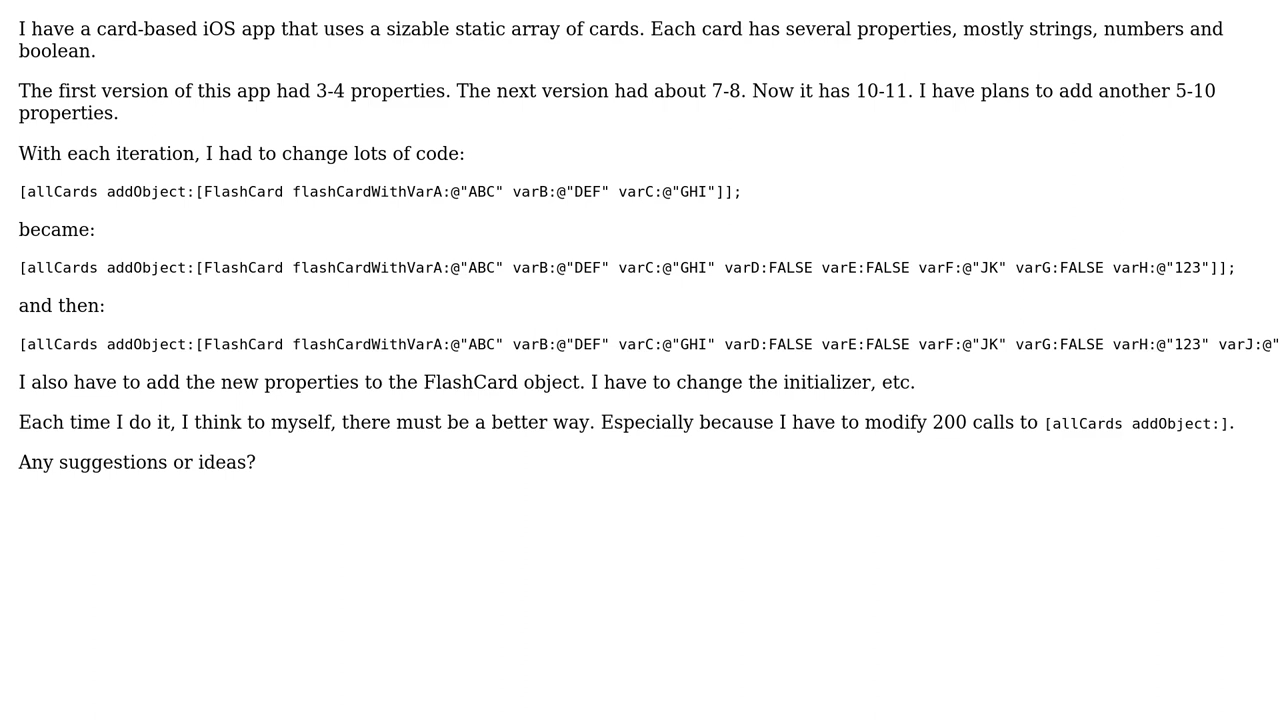 I have a card-based iOS app that uses a sizable static array of cards. Each card has several properties, mostly strings, numbers and
boolean.
The first version of this app had 3-4 properties. The next version had about 7-8. Now it has 10-11. I have plans to add another 5-10
properties.
With each iteration, I had to change lots of code:
[allCards addObject:[FlashCard flashCardWithVarA:@"ABC" varB:@"DEF" varC:@"GHI"]];
became:
[allCards addObject:[FlashCard flashCardWithVarA:@"ABC" varB:@"DEF" varC:@"GHI" varD:FALSE varE:FALSE varF:@"JK" varG:FALSE varH:@"123"]];
and then:
[allCards addObject:[FlashCard flashCardWithVarA:@"ABC" varB:@"DEF" varC:@"GHI" varD:FALSE varE:FALSE varF:@"JK" varG:FALSE varH:@"123" varJ:@"
I also have to add the new properties to the FlashCard object. I have to change the initializer, etc.
Each time I do it, I think to myself, there must be a better way. Especially because I have to modify 200 calls to [allCards addObject:].
Any suggestions or ideas?